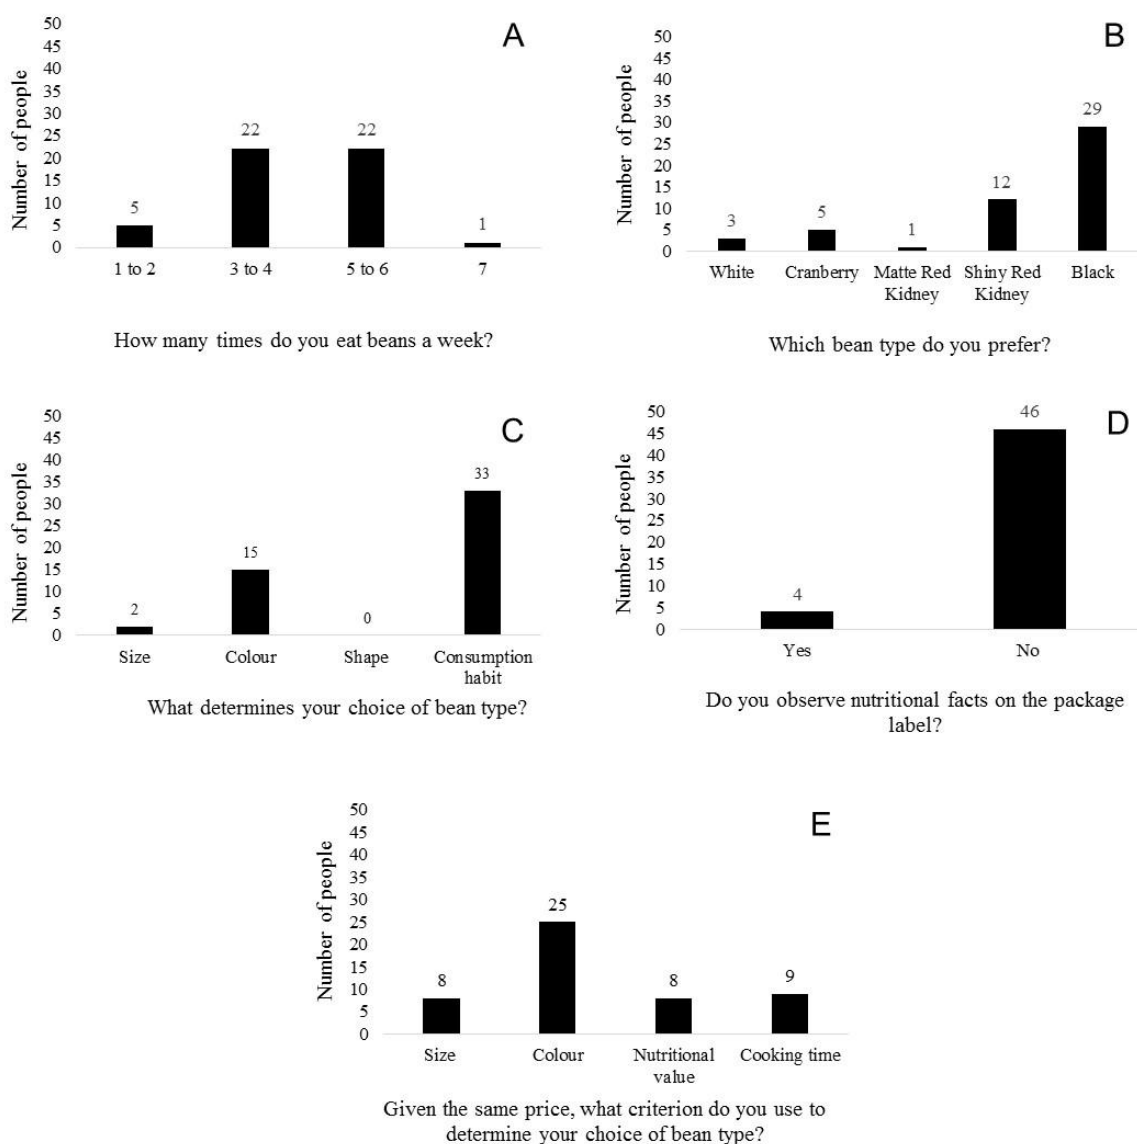 A
Number of people
50
45
40
35
30
25
20
15
10
5
0
5
22
22
1
1 to 2
3 to 4
5 to 6
7
How many times do you eat beans a week?
B
Number of people
50
45
40
35
30
25
20
15
10
5
0
3
5
1
12
29
White
Cranberry
Matte Red
Kidney
Shiny Red
Kidney
Black
Which bean type do you prefer?
C
Number of people
50
45
40
35
30
25
20
15
10
5
0
2
15
0
33
Size
Colour
Shape
Consumption
habit
What determines your choice of bean type?
D
Number of people
50
45
40
35
30
25
20
15
10
5
0
4
46
Yes
No
Do you observe nutritional facts on the package
label?
E
Number of people
50
45
40
35
30
25
20
15
10
5
0
8
25
8
9
Size
Colour
Nutritional
value
Cooking time
Given the same price, what criterion do you use to
determine your choice of bean type?